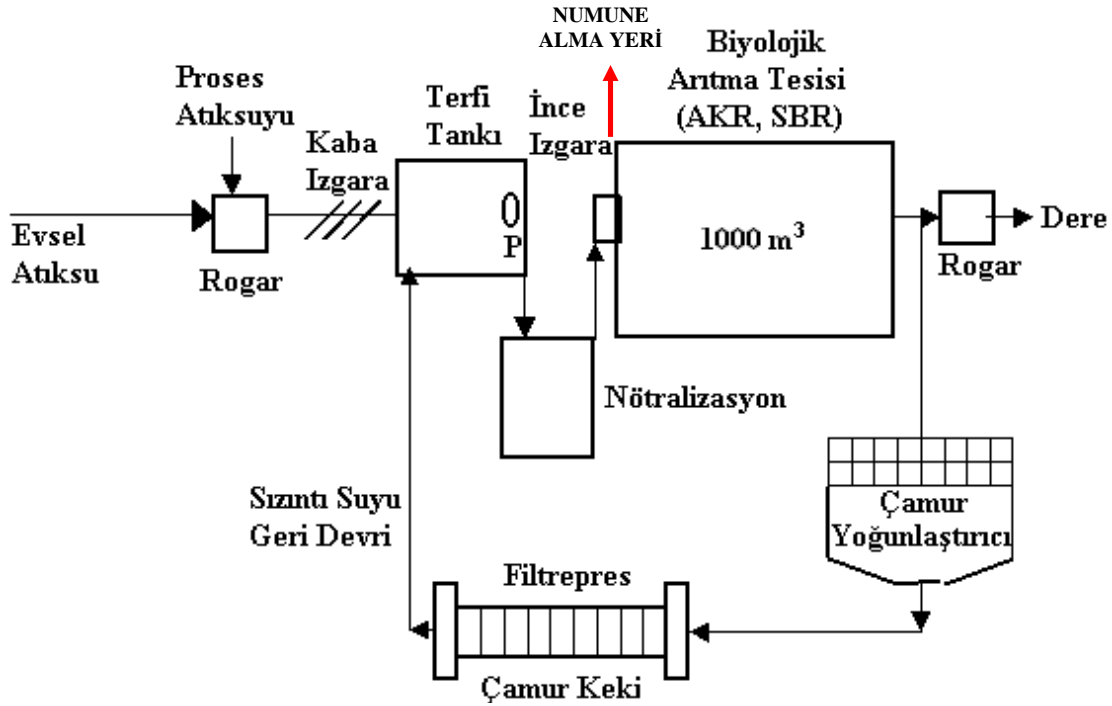 NUMUNE
ALMA YERİ
Biyolojik
Arıtma Tesisi
(AKR, SBR)
Proses
Atıksuyu
Terfi
Tankı
İnce
Izgara
Kaba
Izgara
P
1000 m³
Evsel
Atıksu
Rogar
Dere
Rogar
Nötralizasyon
Sızıntı Suyu
Geri Devri
Çamur
Yoğunlaştırıcı
Filtrepres
Çamur Keki